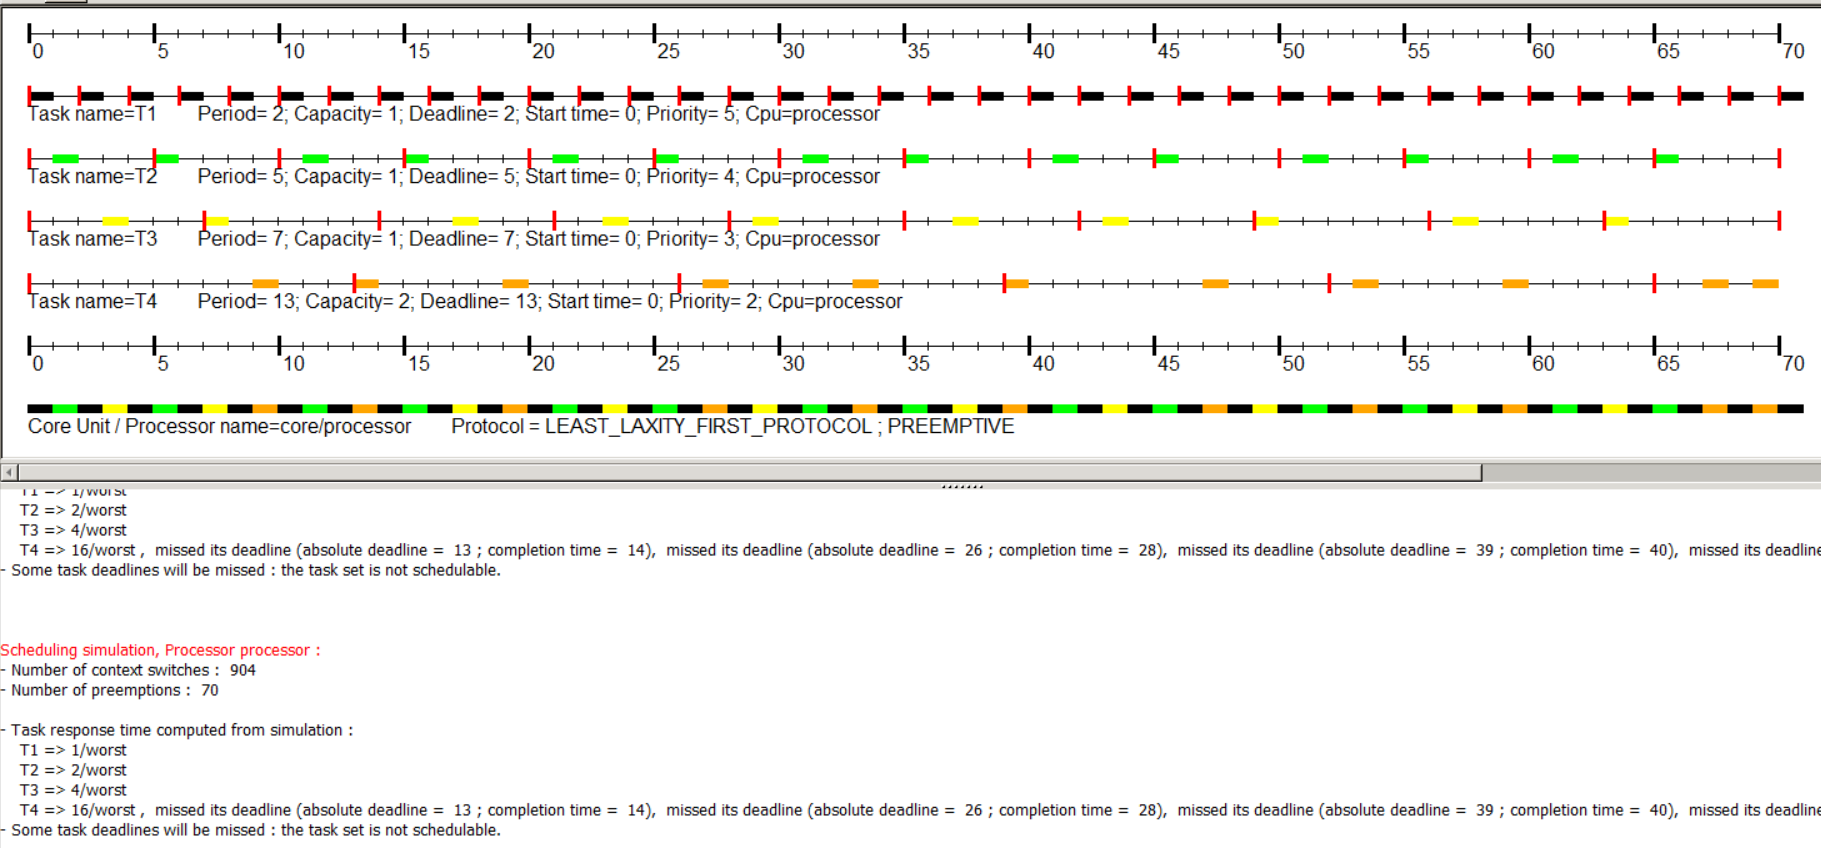 0 5 10 15 20 25 30 35 40 45 50 55 60 65 70
Task name=T1 Period= 2; Capacity= 1; Deadline= 2; Start time= 0; Priority= 5; Cpu=processor
Task name=T2 Period= 5; Capacity= 1; Deadline= 5; Start time= 0; Priority= 4; Cpu=processor
Task name=T3 Period= 7; Capacity= 1; Deadline= 7; Start time= 0; Priority= 3; Cpu=processor
Task name=T4 Period= 13; Capacity= 2; Deadline= 13; Start time= 0; Priority= 2; Cpu=processor
0 5 10 15 20 25 30 35 40 45 50 55 60 65 70
Core Unit / Processor name=core/processor Protocol = LEAST_LAXITY_FIRST_PROTOCOL ; PREEMPTIVE
T1 => 1/worst
T2 => 2/worst
T3 => 4/worst
T4 => 16/worst , missed its deadline (absolute deadline = 13 ; completion time = 14), missed its deadline (absolute deadline = 26 ; completion time = 28), missed its deadline (absolute deadline = 39 ; completion time = 40), missed its deadline
- Some task deadlines will be missed : the task set is not schedulable.
Scheduling simulation, Processor processor :
- Number of context switches : 904
- Number of preemptions : 70
- Task response time computed from simulation :
T1 => 1/worst
T2 => 2/worst
T3 => 4/worst
T4 => 16/worst , missed its deadline (absolute deadline = 13 ; completion time = 14), missed its deadline (absolute deadline = 26 ; completion time = 28), missed its deadline (absolute deadline = 39 ; completion time = 40), missed its deadline
- Some task deadlines will be missed : the task set is not schedulable.